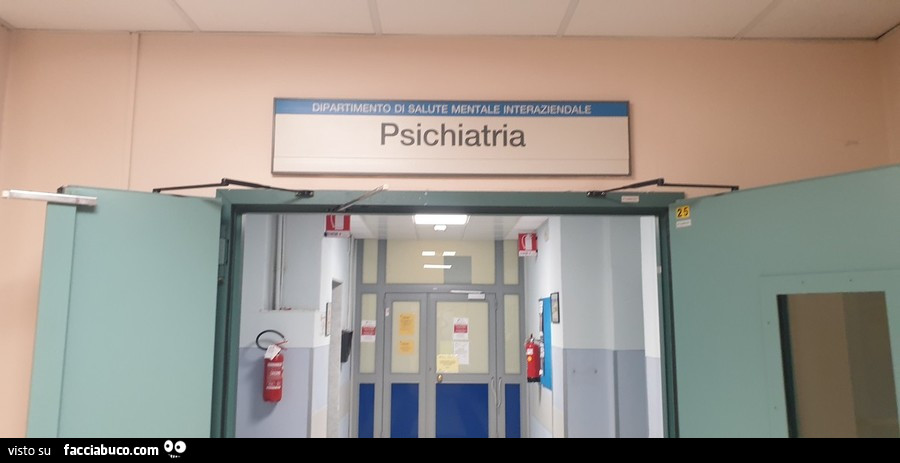 DIPARTIMENTO DI SALUTE MENTALE INTERAZIENDALE
Psichiatria
25
visto su facciabuco.com